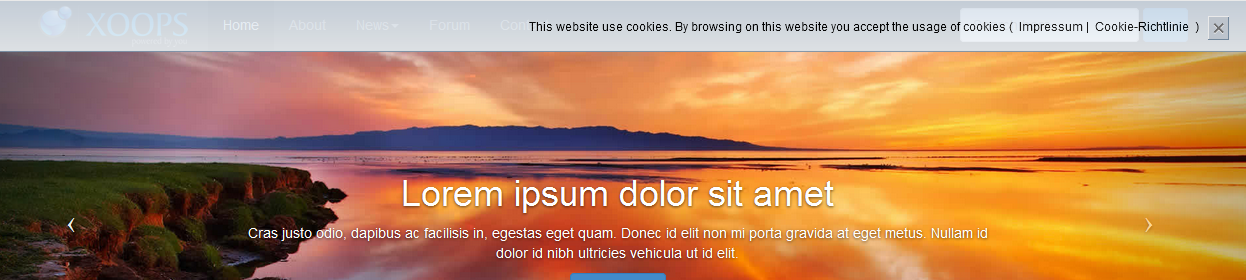 XOOPS
Home About News Forum
This website use cookies. By browsing on this website you accept the usage of cookies ( Impressum | Cookie-Richtlinie )
Lorem ipsum dolor sit amet
Cras justo odio, dapibus ac facilisis in, egestas eget quam. Donec id elit non mi porta gravida at eget metus. Nullam id
dolor id nibh ultricies vehicula ut id elit.